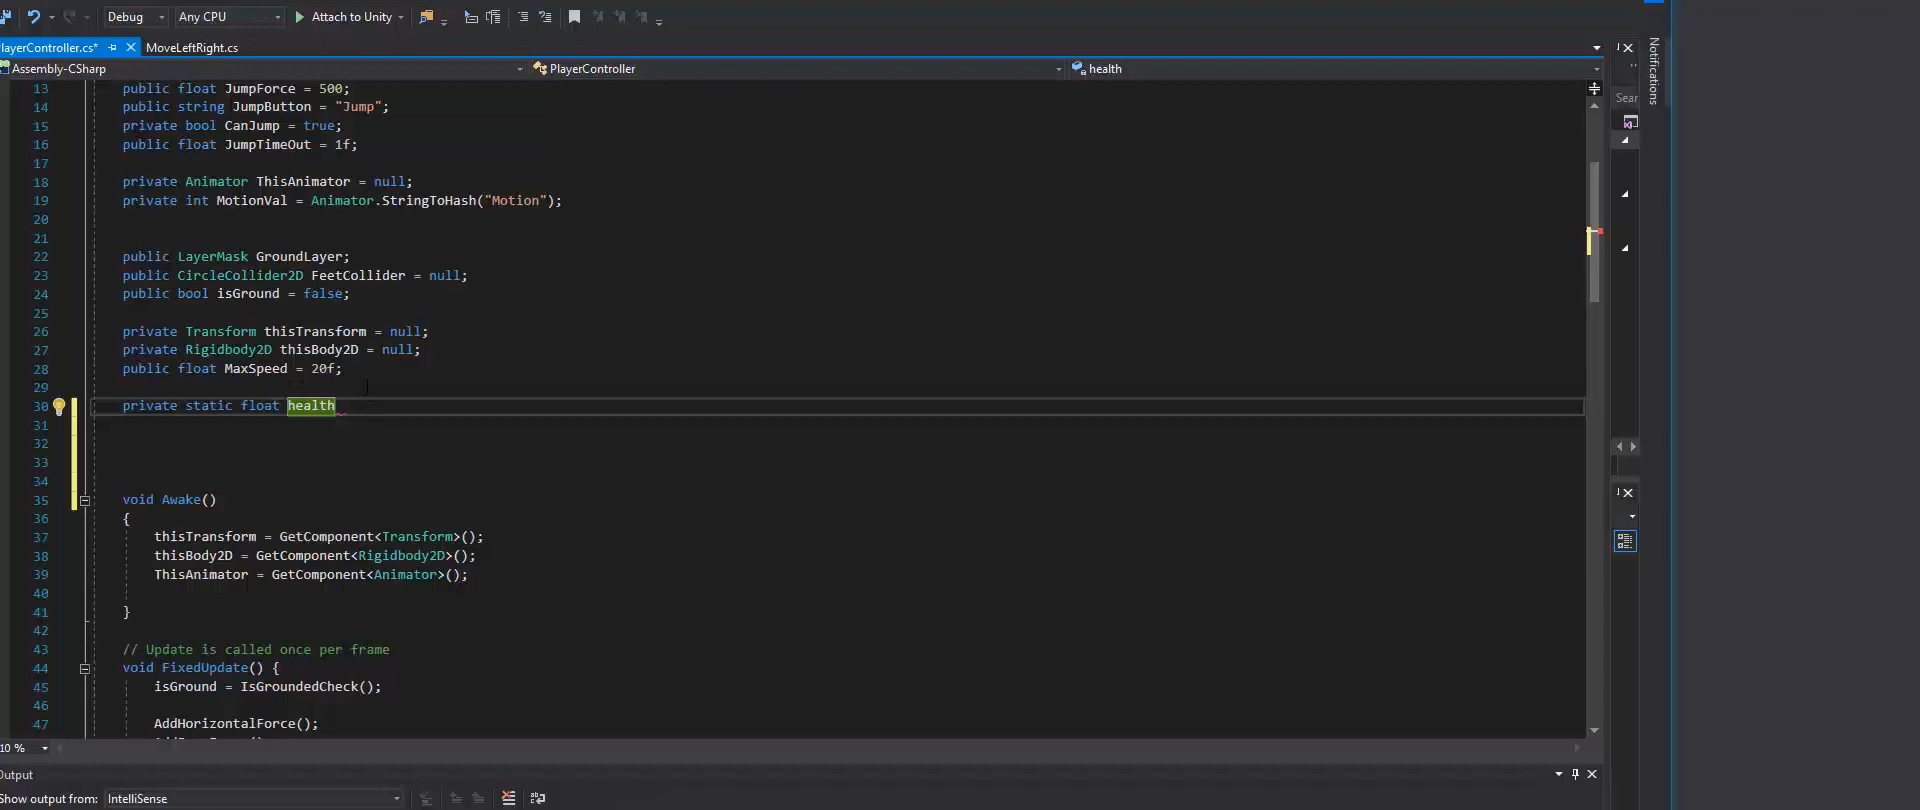 Debug Any CPU Attach to Unity
layerController.cs* MoveLeftRight.cs
Assembly-CSharp PlayerController health
13 public float JumpForce = 500;
14 public string JumpButton = "Jump";
15 private bool CanJump = true;
16 public float JumpTimeOut = 1f;
17
18 private Animator ThisAnimator = null;
19 private int MotionVal = Animator.StringToHash("Motion");
20
21
22 public LayerMask GroundLayer;
23 public CircleCollider2D FeetCollider = null;
24 public bool isGround = false;
25
26 private Transform thisTransform = null;
27 private Rigidbody2D thisBody2D = null;
28 public float MaxSpeed = 20f;
29
30 private static float health
31
32
33
34
35 void Awake()
36 {
37 thisTransform = GetComponent<Transform>();
38 thisBody2D = GetComponent<Rigidbody2D>();
39 ThisAnimator = GetComponent<Animator>();
40
41 }
42
43 // Update is called once per frame
44 void FixedUpdate() {
45 isGround = IsGroundedCheck();
46
47 AddHorizontalForce();
10 %
Output
Show output from: IntelliSense
Sear
Notifications